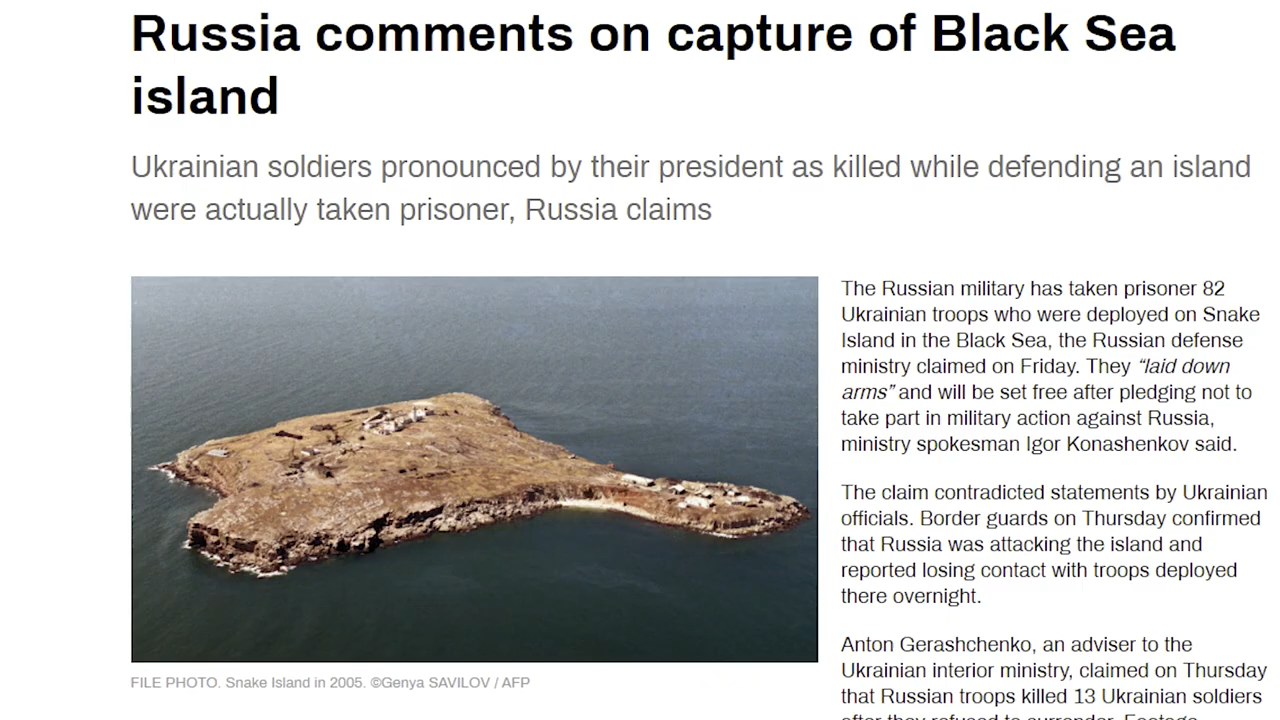 Russia comments on capture of Black Sea
island
Ukrainian soldiers pronounced by their president as killed while defending an island
were actually taken prisoner, Russia claims
The Russian military has taken prisoner 82
Ukrainian troops who were deployed on Snake
Island in the Black Sea, the Russian defense
ministry claimed on Friday. They “laid down
arms” and will be set free after pledging not to
take part in military action against Russia,
ministry spokesman Igor Konashenkov said.
The claim contradicted statements by Ukrainian
officials. Border guards on Thursday confirmed
that Russia was attacking the island and
reported losing contact with troops deployed
there overnight.
Anton Gerashchenko, an adviser to the
Ukrainian interior ministry, claimed on Thursday
that Russian troops killed 13 Ukrainian soldiers
after they refused to surrender. Footage
FILE PHOTO. Snake Island in 2005. ©Genya SAVILOV / AFP